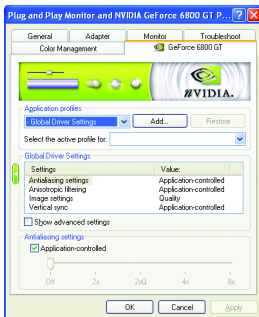 Plug and Play Monitor and NVIDIA GeForce 6800 GT P...
General Adapter Monitor Troubleshoot
Color Management GeForce 6800 GT
NVIDIA.
Application profiles
- Global Driver Settings Add... Restore
Select the active profile for:
Global Driver Settings
Settings Value:
Antialiasing settings Application-controlled
Anisotropic filtering Application-controlled
Image settings Quality
Vertical sync Application-controlled
Show advanced settings
Antialiasing settings
Application-controlled
Off 2x 2xQ 4x 8x
OK Cancel Apply